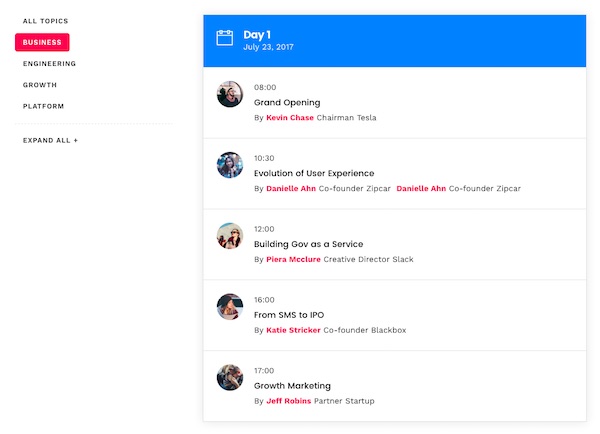 ALL TOPICS
BUSINESS
ENGINEERING
GROWTH
PLATFORM
EXPAND ALL +
Day 1
July 23, 2017
08:00
Grand Opening
By Kevin Chase Chairman Tesla
10:30
Evolution of User Experience
By Danielle Ahn Co-founder Zipcar Danielle Ahn Co-founder Zipcar
12:00
Building Gov as a Service
By Piera Mcclure Creative Director Slack
16:00
From SMS to IPO
By Katie Stricker Co-founder Blackbox
17:00
Growth Marketing
By Jeff Robins Partner Startup